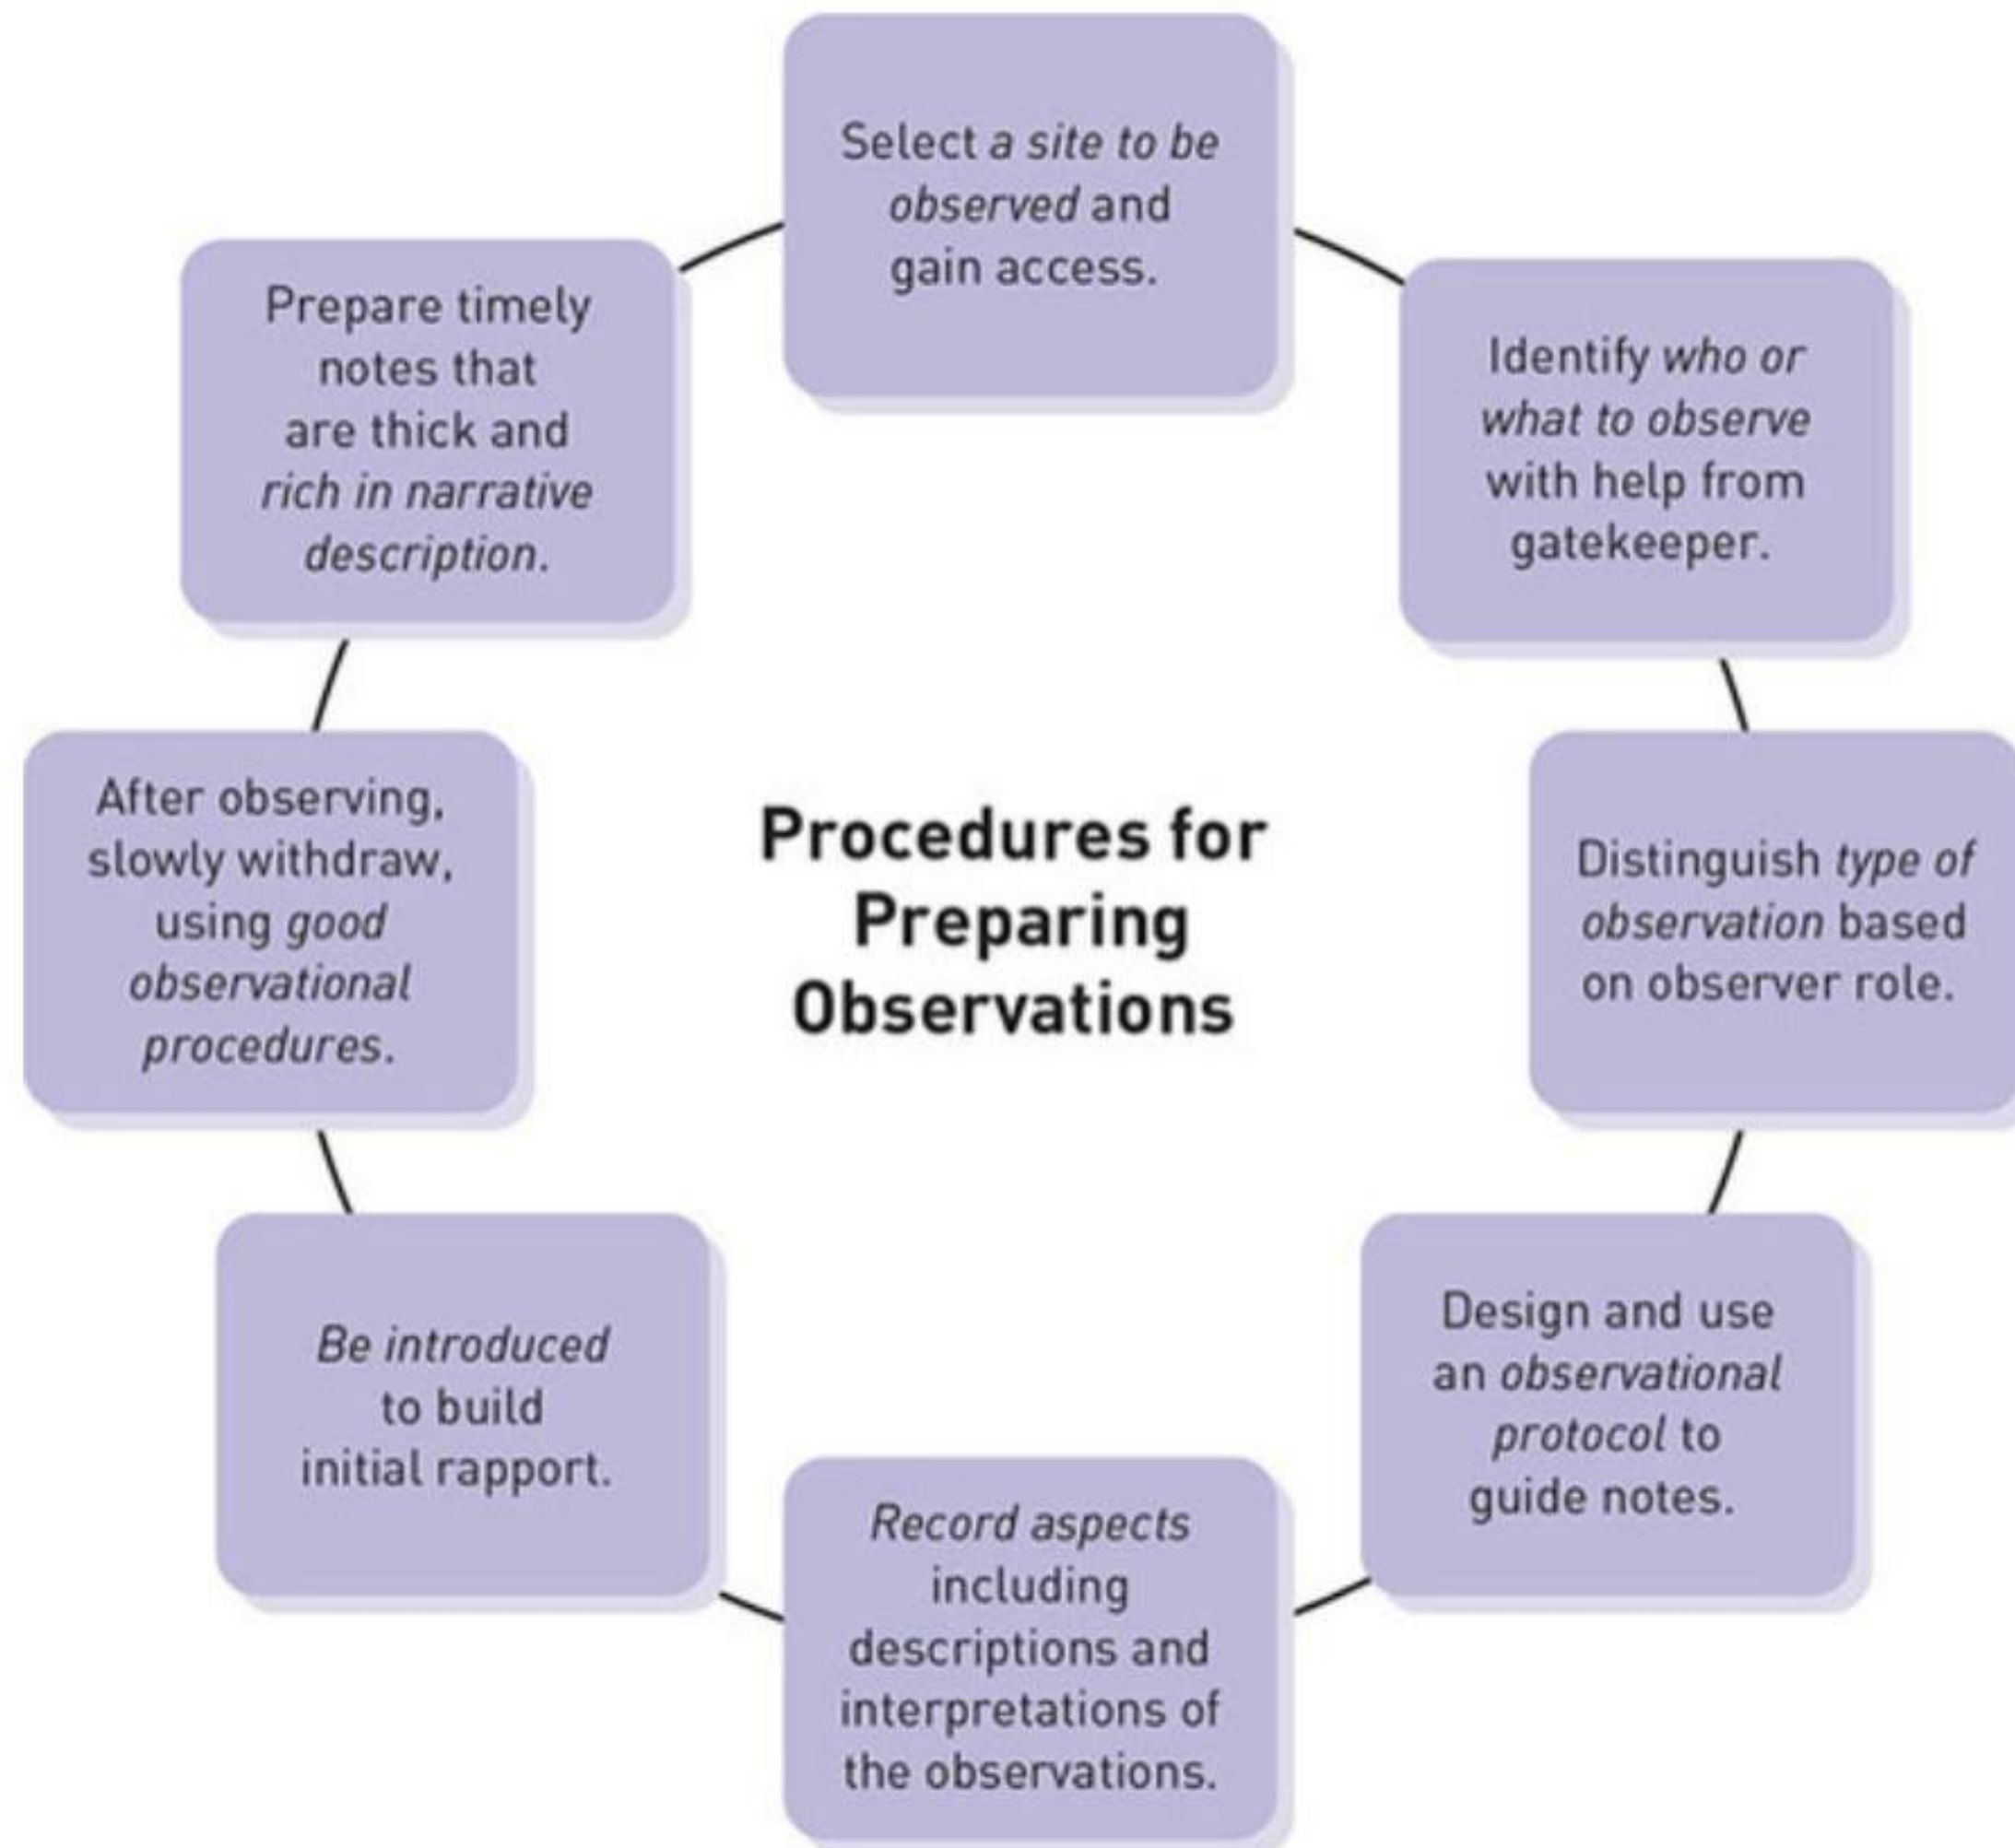 Select a site to be
observed and
gain access.
Identify who or
what to observe
with help from
gatekeeper.
Distinguish type of
observation based
on observer role.
Design and use
an observational
protocol to
guide notes.
Record aspects
including
descriptions and
interpretations of
the observations.
Be introduced
to build
initial rapport.
After observing,
slowly withdraw,
using good
observational
procedures.
Prepare timely
notes that
are thick and
rich in narrative
description.
Procedures for
Preparing
Observations